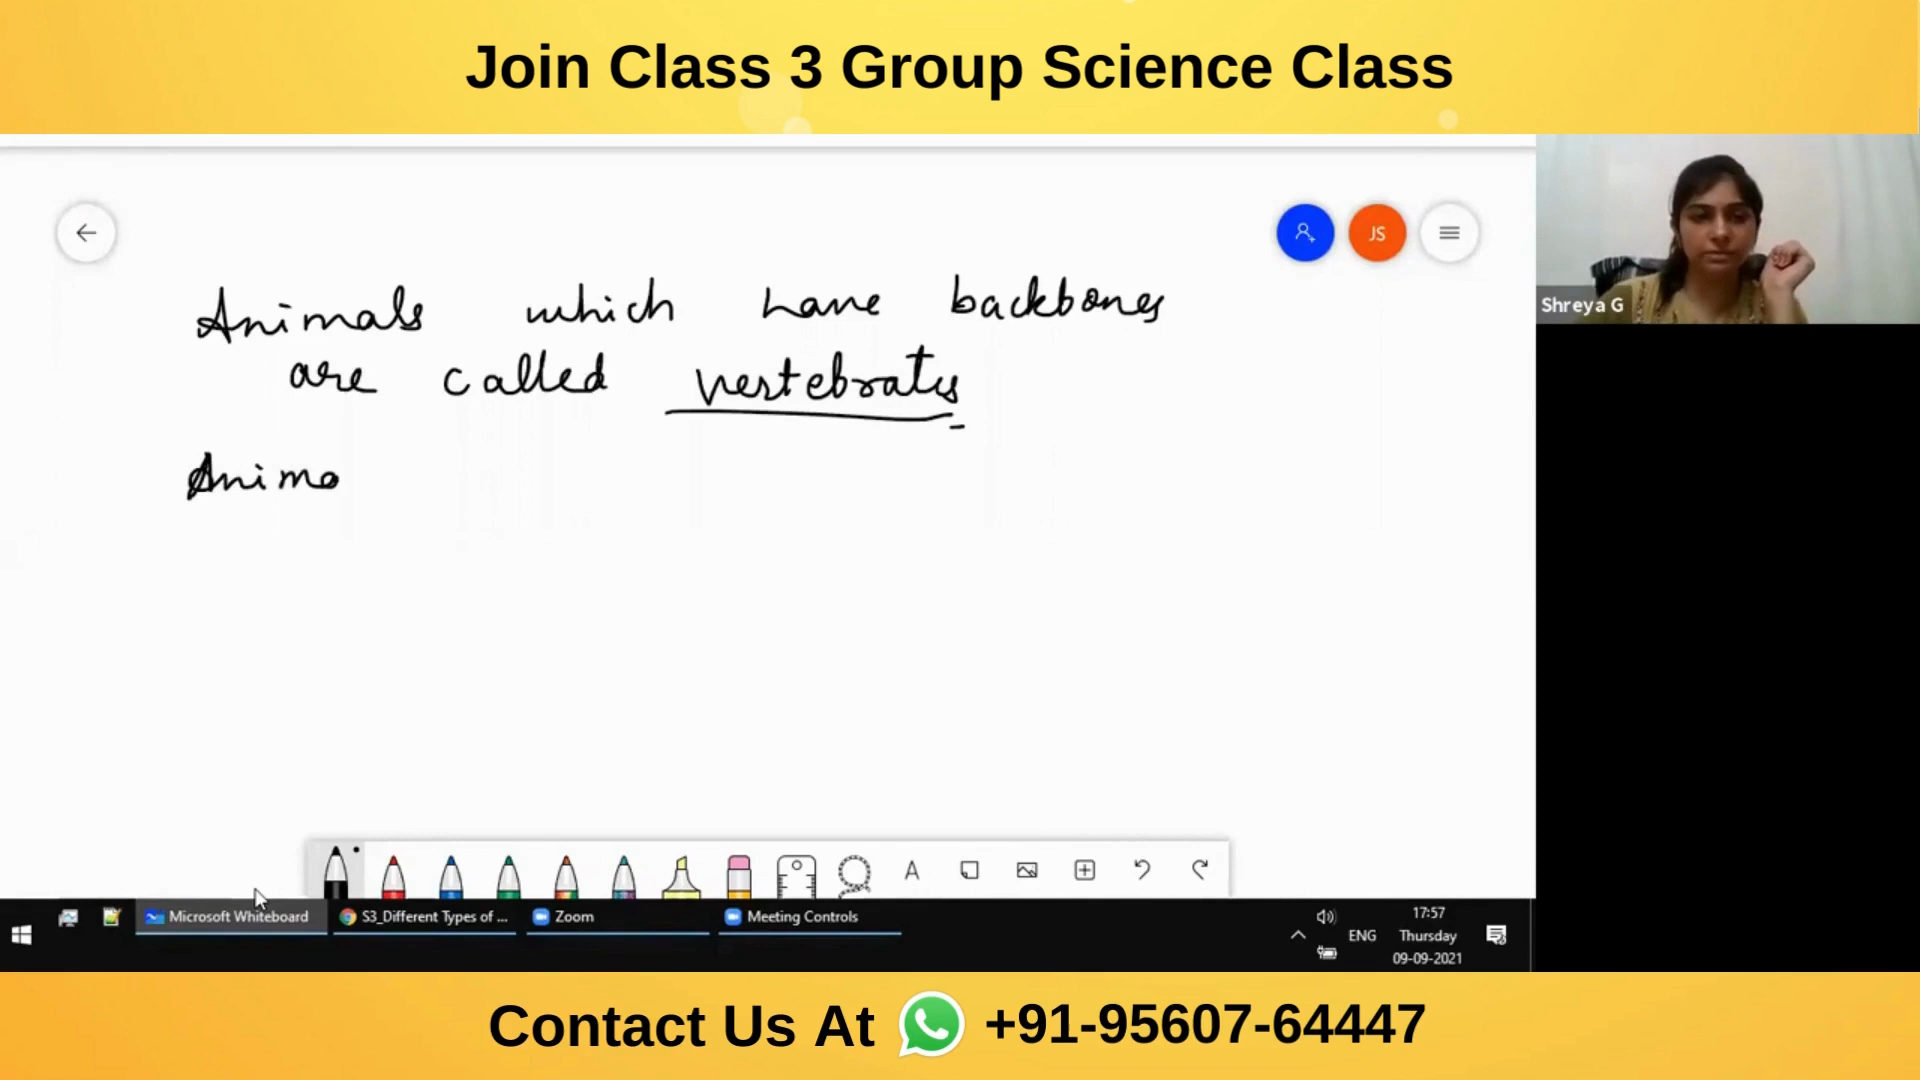 Join Class 3 Group Science Class
JS
Animals which have backbones
are called vertebrates
Anima
Shreya G
A
Microsoft Whiteboard
S3_Different Types of ...
Zoom
Meeting Controls
ENG
17:57
Thursday
09-09-2021
Contact Us At +91-95607-64447